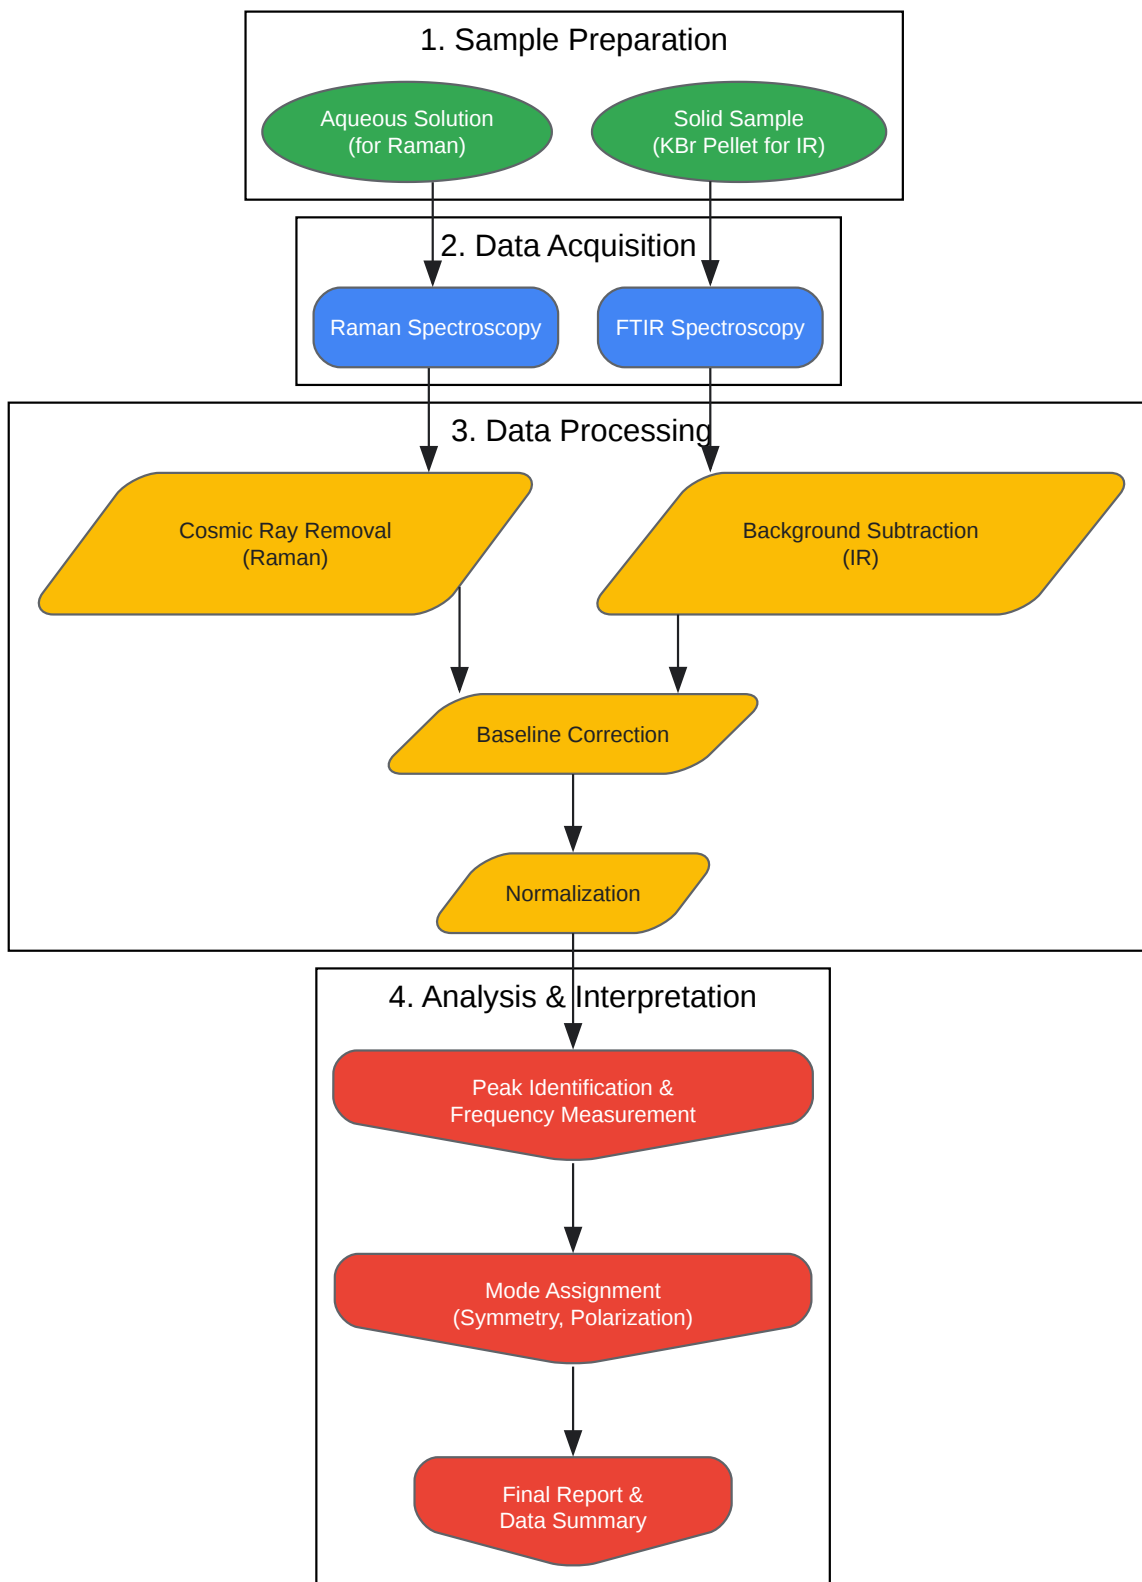 1. Sample Preparation
Aqueous Solution
(for Raman)
Solid Sample
(KBr Pellet for IR)
2. Data Acquisition
Raman Spectroscopy
FTIR Spectroscopy
3. Data Processing
Cosmic Ray Removal
(Raman)
Background Subtraction
(IR)
Baseline Correction
Normalization
4. Analysis & Interpretation
Peak Identification &
Frequency Measurement
Mode Assignment
(Symmetry, Polarization)
Final Report &
Data Summary